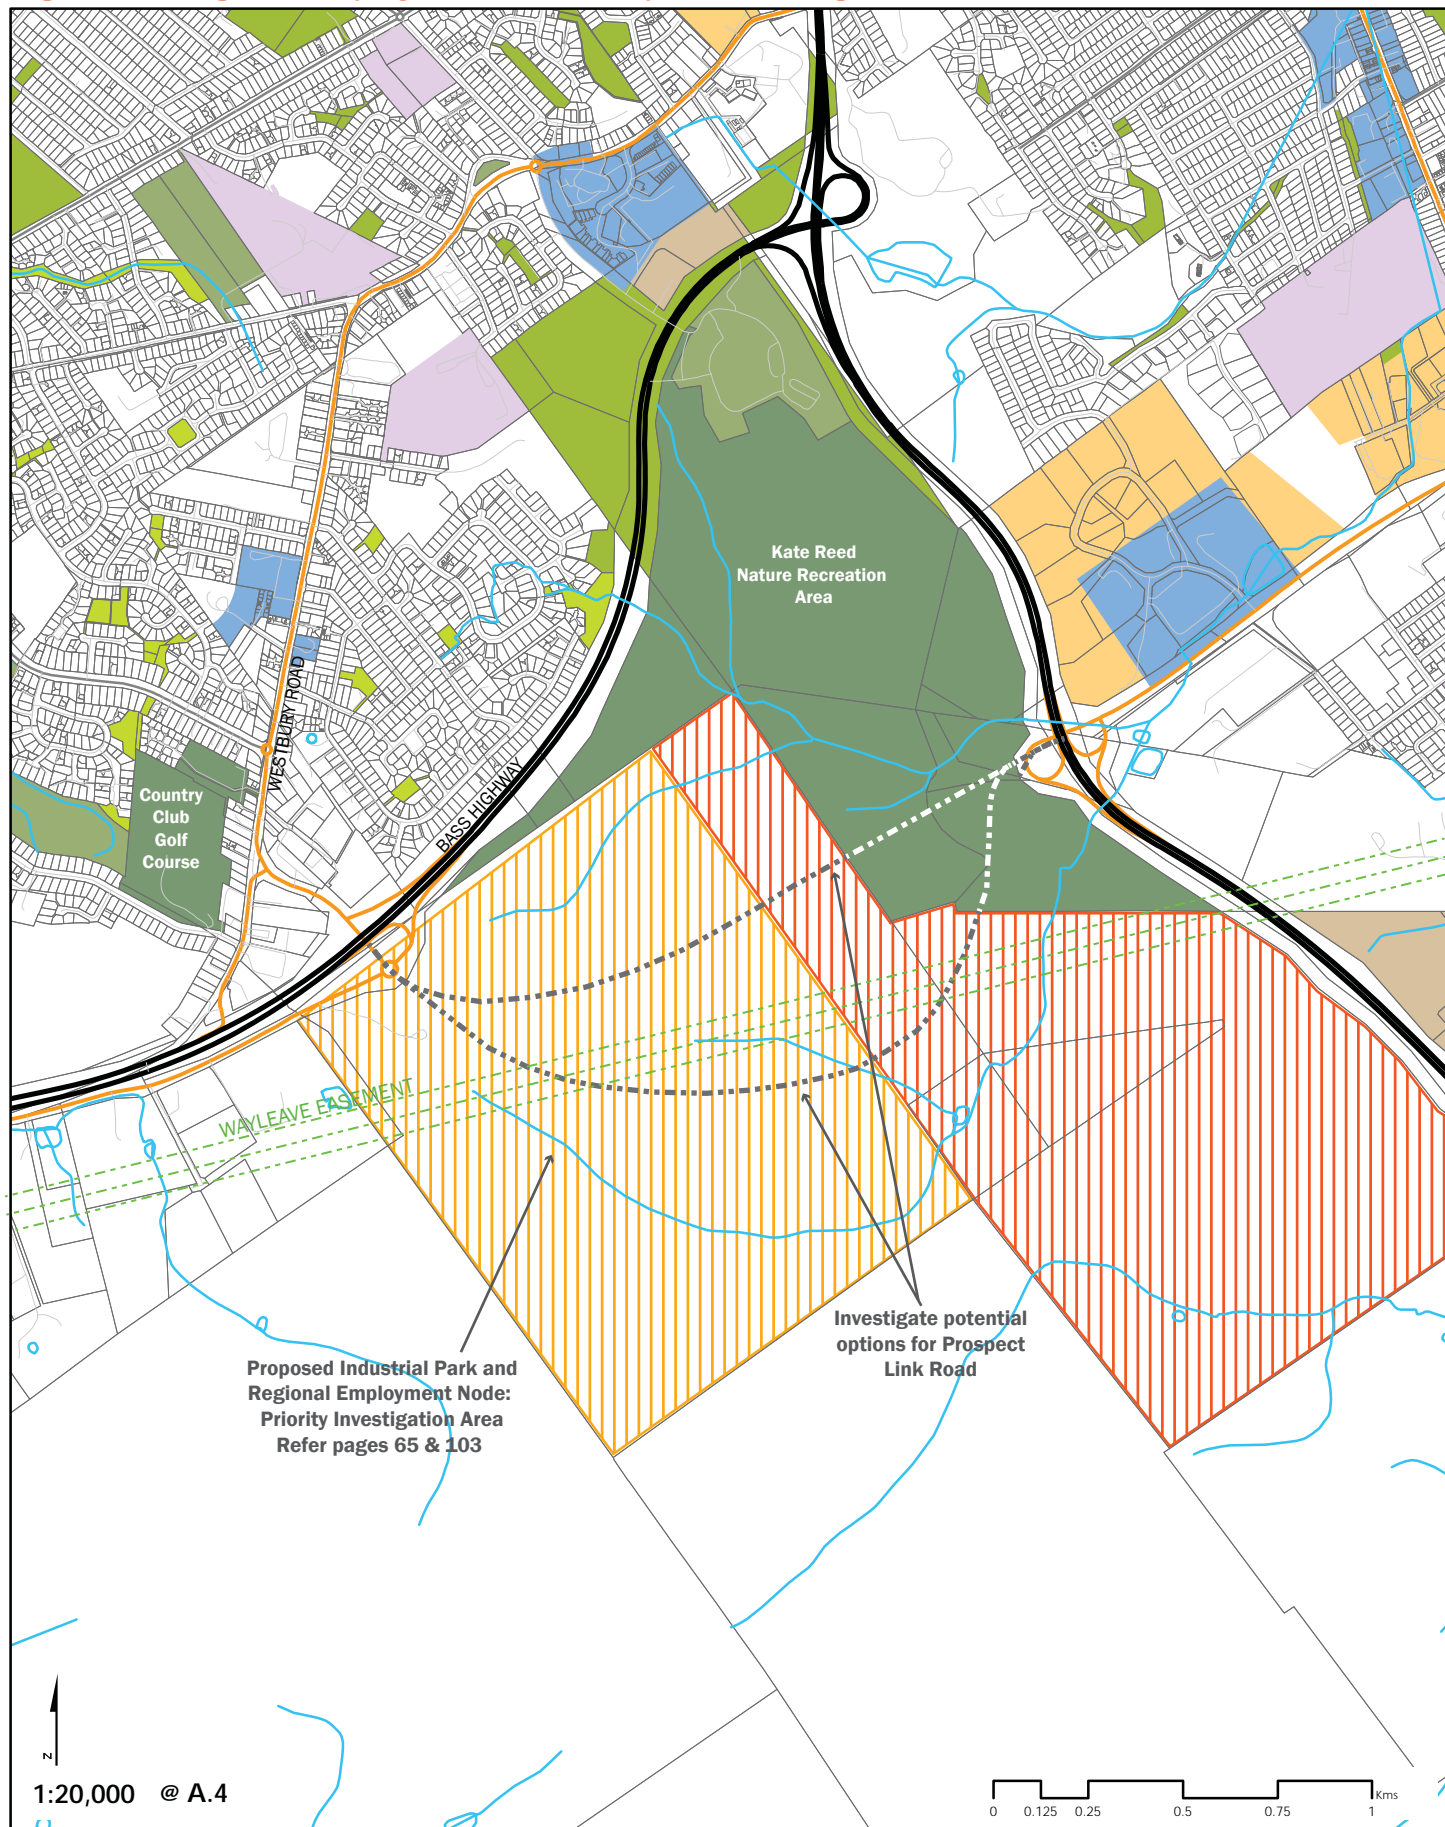 Kate Reed
Nature Recreation
Area
WESTBURY ROAD
BASS HIGHWAY
Country
Club
Golf
Course
WAYLEAVE EASEMENT
Investigate potential
options for Prospect
Link Road
Proposed Industrial Park and
Regional Employment Node:
Priority Investigation Area
Refer pages 65 & 103
N
1:20,000 @ A.4
Kms
0 0.125 0.25 0.5 0.75 1